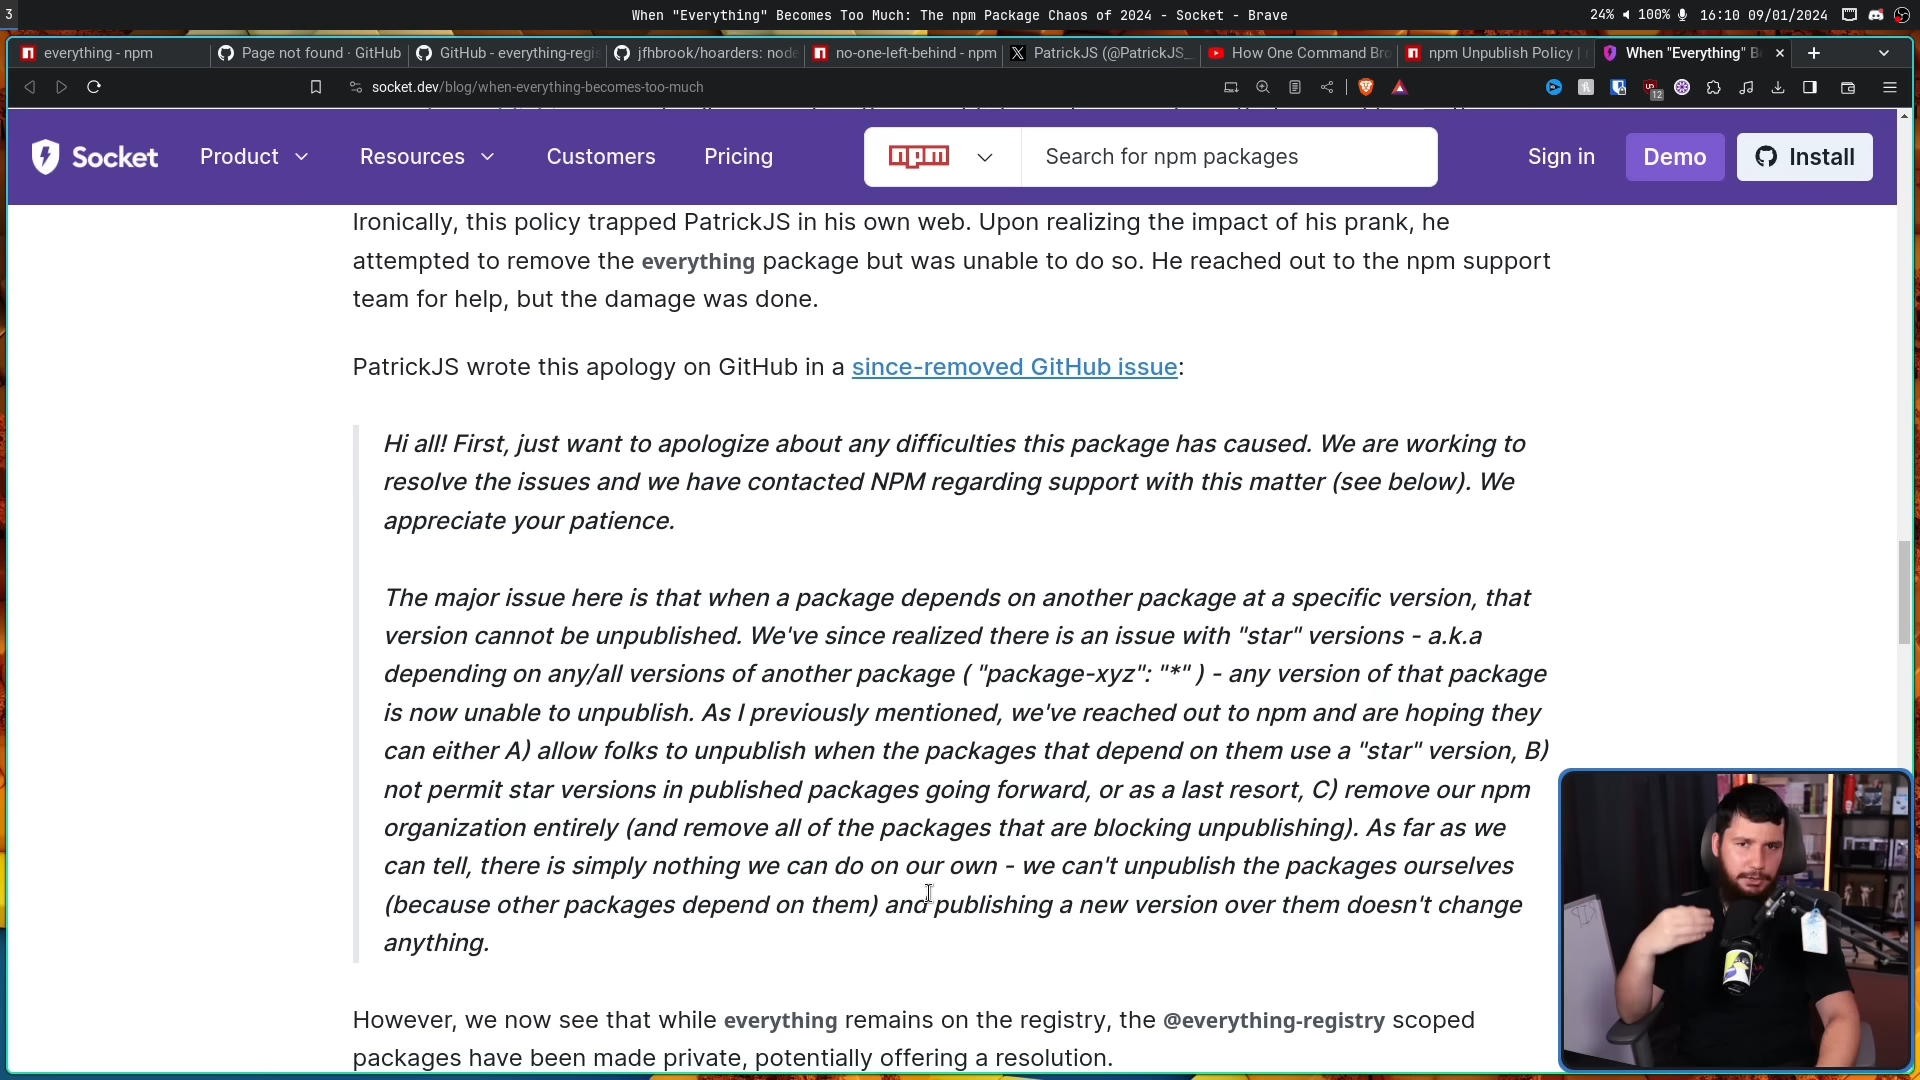 3
When "Everything" Becomes Too Much: The npm Package Chaos of 2024 - Socket - Brave
24% 100% 16:10 09/01/2024
everything - npm
Page not found · GitHub
GitHub - everything-regis
jfhbrook/hoarders: node
no-one-left-behind - npm
PatrickJS (@PatrickJS_
How One Command Bro
npm Unpublish Policy |
When "Everything" B
socket.dev/blog/when-everything-becomes-too-much
12
Socket
Product
Resources
Customers
Pricing
npm
Search for npm packages
Sign in
Demo
Install
Ironically, this policy trapped PatrickJS in his own web. Upon realizing the impact of his prank, he
attempted to remove the everything package but was unable to do so. He reached out to the npm support
team for help, but the damage was done.
PatrickJS wrote this apology on GitHub in a since-removed GitHub issue:
Hi all! First, just want to apologize about any difficulties this package has caused. We are working to
resolve the issues and we have contacted NPM regarding support with this matter (see below). We
appreciate your patience.
The major issue here is that when a package depends on another package at a specific version, that
version cannot be unpublished. We've since realized there is an issue with "star" versions - a.k.a
depending on any/all versions of another package ( "package-xyz": "*" ) - any version of that package
is now unable to unpublish. As I previously mentioned, we've reached out to npm and are hoping they
can either A) allow folks to unpublish when the packages that depend on them use a "star" version, B)
not permit star versions in published packages going forward, or as a last resort, C) remove our npm
organization entirely (and remove all of the packages that are blocking unpublishing). As far as we
can tell, there is simply nothing we can do on our own - we can't unpublish the packages ourselves
(because other packages depend on them) and publishing a new version over them doesn't change
anything.
However, we now see that while everything remains on the registry, the @everything-registry scoped
packages have been made private, potentially offering a resolution.